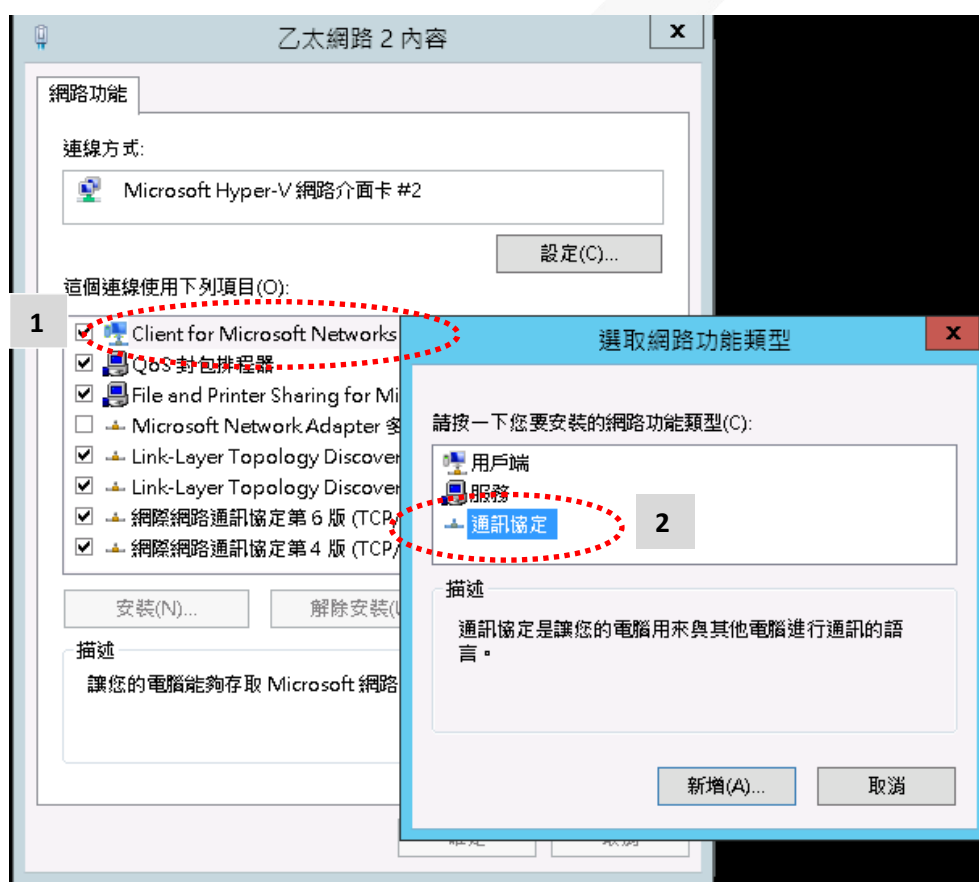 乙太網路 2 內容
x
網路功能
連線方式:
Microsoft Hyper-V 網路介面卡 #2
設定(C)...
這個連線使用下列項目(O):
1
Client for Microsoft Networks
QoS 封包排程器
File and Printer Sharing for Mi
Microsoft Network Adapter
Link-Layer Topology Discover
Link-Layer Topology Discover
網際網路通訊協定第 6 版 (TCP/
網際網路通訊協定第 4 版 (TCP/
安裝(N)...
解除安裝(U
描述
讓您的電腦能夠存取 Microsoft 網路
選取網路功能類型
x
請按一下您要安裝的網路功能類型(C):
用戶端
服務
通訊協定
2
描述
通訊協定是讓您的電腦用來與其他電腦進行通訊的語
言。
新增(A)...
取消